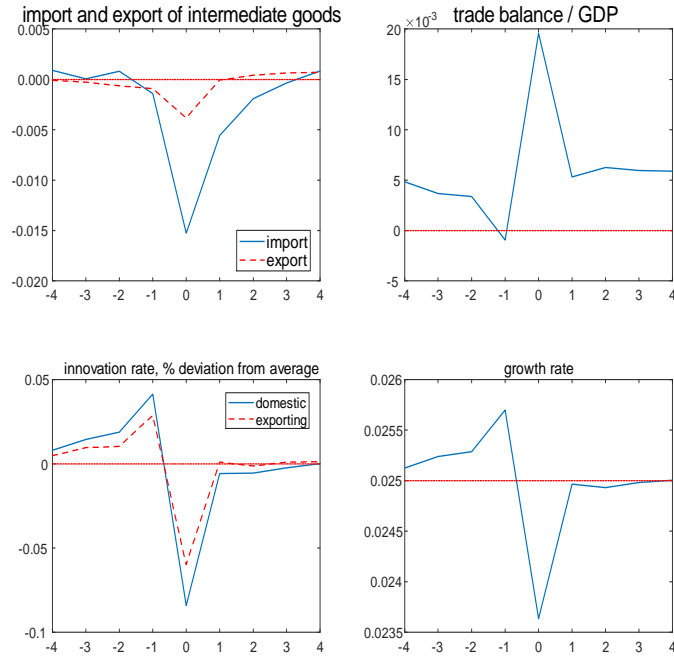 import and export of intermediate goods
0.005
0.000
-0.005
-0.010
-0.015
-0.020
-4 -3 -2 -1 0 1 2 3 4
import
export
trade balance / GDP
×10⁻³
20
15
10
5
0
-5
-4 -3 -2 -1 0 1 2 3 4
innovation rate, % deviation from average
0.05
0
-0.05
-0.1
-4 -3 -2 -1 0 1 2 3 4
domestic
exporting
growth rate
0.026
0.0255
0.025
0.0245
0.024
0.0235
-4 -3 -2 -1 0 1 2 3 4